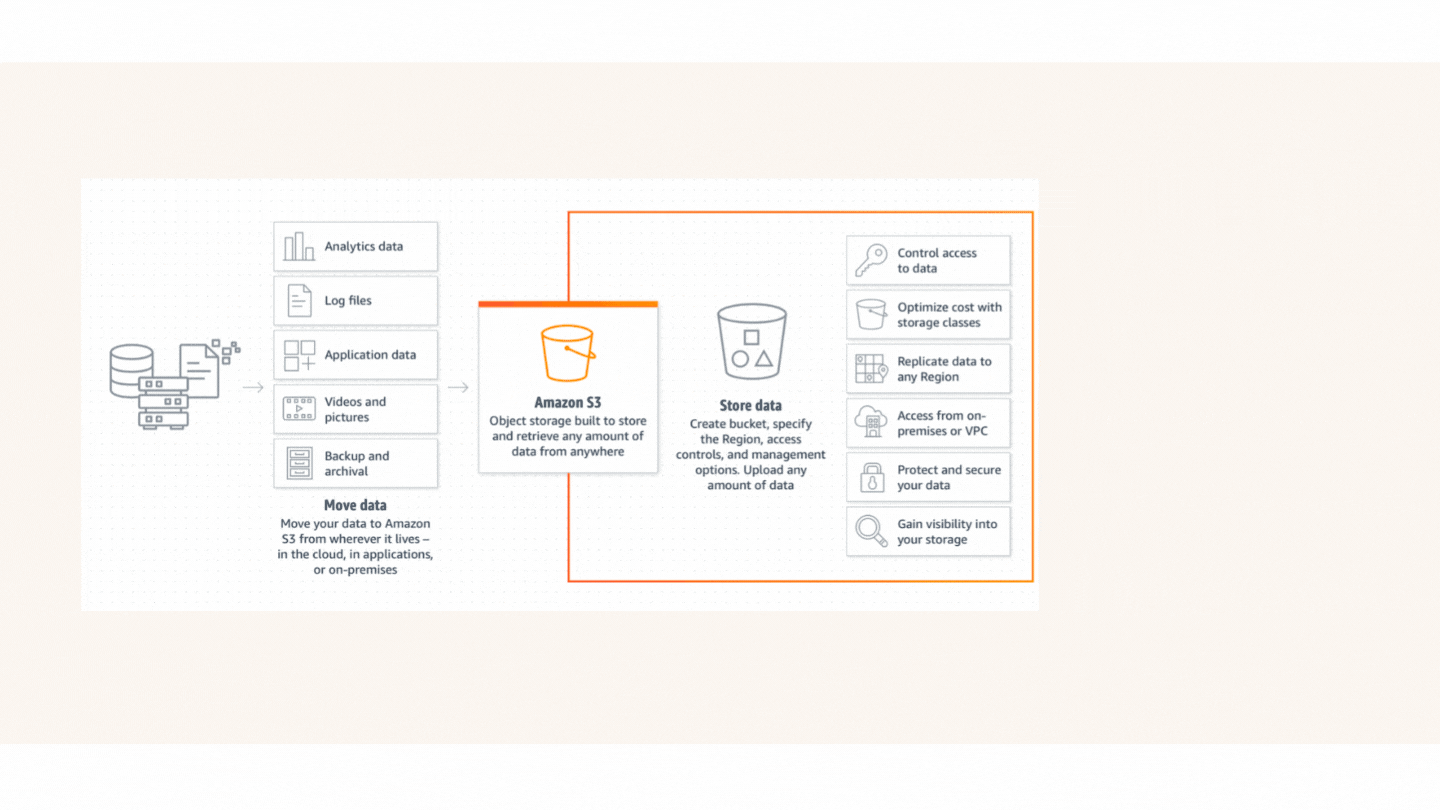 Analytics data
Log files
Application data
Videos and
pictures
Backup and
archival
Move data
Move your data to Amazon
S3 from wherever it lives –
in the cloud, in applications,
or on-premises
Amazon S3
Object storage built to store
and retrieve any amount of
data from anywhere
Store data
Create bucket, specify
the Region, access
controls, and management
options. Upload any
amount of data
Control access
to data
Optimize cost with
storage classes
Replicate data to
any Region
Access from on-
premises or VPC
Protect and secure
your data
Gain visibility into
your storage